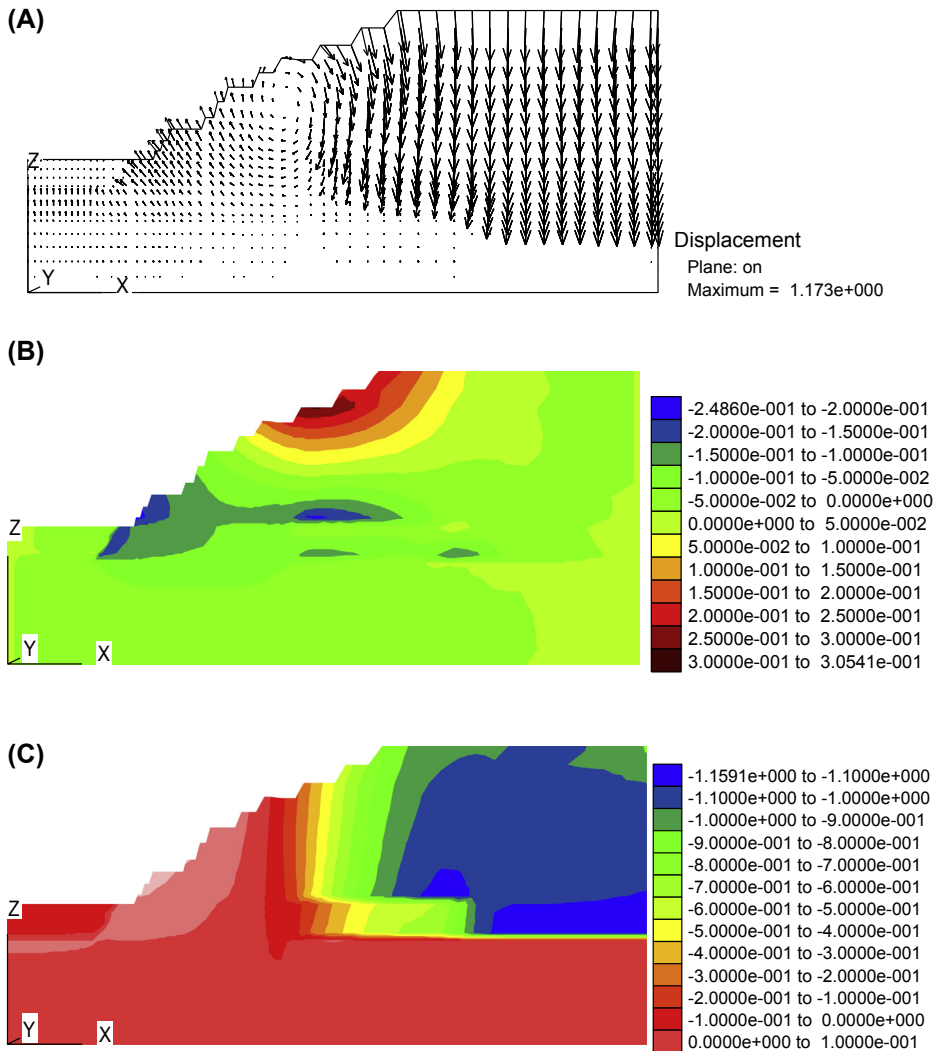 (A)
Z
Y
X
Displacement
Plane: on
Maximum = 1.173e+000
(B)
Z
Y
X
-2.4860e-001 to -2.0000e-001
-2.0000e-001 to -1.5000e-001
-1.5000e-001 to -1.0000e-001
-1.0000e-001 to -5.0000e-002
-5.0000e-002 to 0.0000e+000
0.0000e+000 to 5.0000e-002
5.0000e-002 to 1.0000e-001
1.0000e-001 to 1.5000e-001
1.5000e-001 to 2.0000e-001
2.0000e-001 to 2.5000e-001
2.5000e-001 to 3.0000e-001
3.0000e-001 to 3.0541e-001
(C)
Z
Y
X
-1.1591e+000 to -1.1000e+000
-1.1000e+000 to -1.0000e+000
-1.0000e+000 to -9.0000e-001
-9.0000e-001 to -8.0000e-001
-8.0000e-001 to -7.0000e-001
-7.0000e-001 to -6.0000e-001
-6.0000e-001 to -5.0000e-001
-5.0000e-001 to -4.0000e-001
-4.0000e-001 to -3.0000e-001
-3.0000e-001 to -2.0000e-001
-2.0000e-001 to -1.0000e-001
-1.0000e-001 to 0.0000e+000
0.0000e+000 to 1.0000e-001